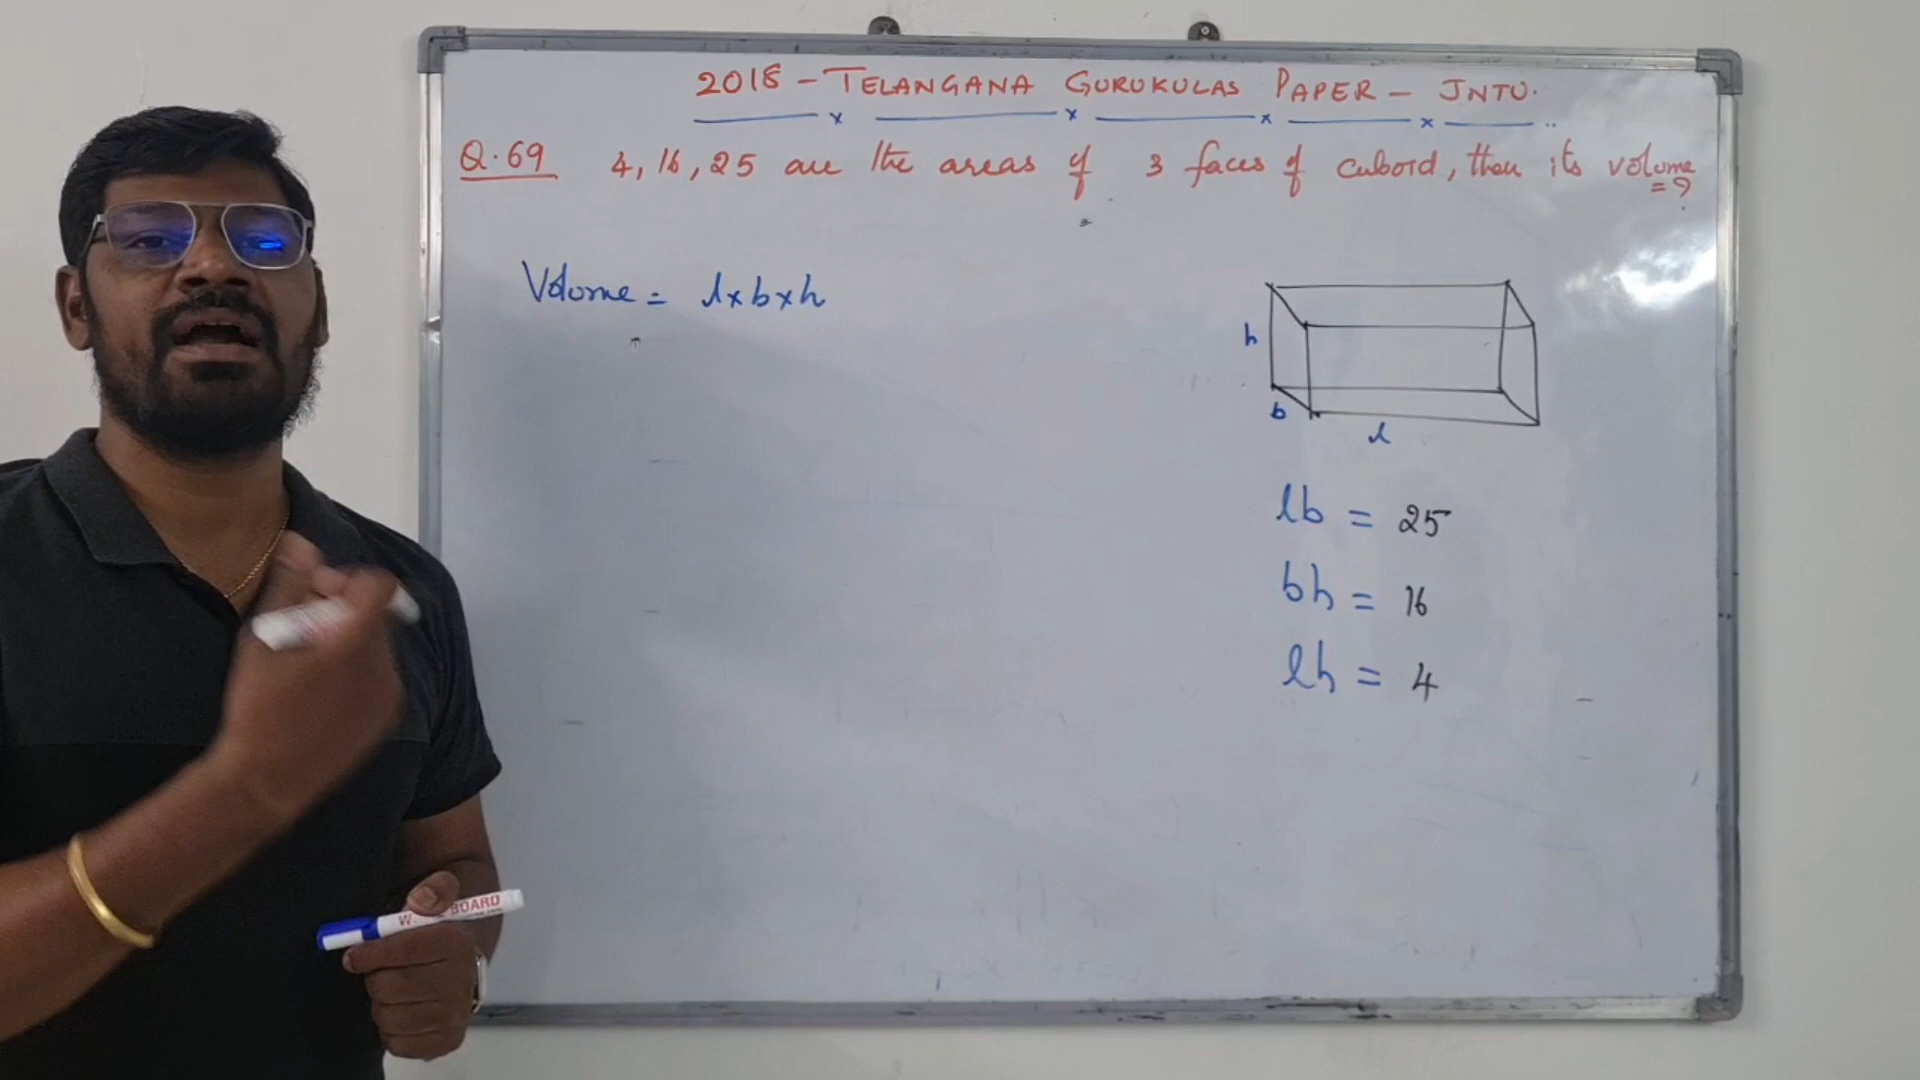 2018 - TELANGANA GURUKULAS PAPER - JNTU.
Q.69 4, 16, 25 are the areas of 3 faces of cuboid, then its volume = ?
Volume = l×b×h
h
b
l
lb = 25
bh = 16
lh = 4
BOARD